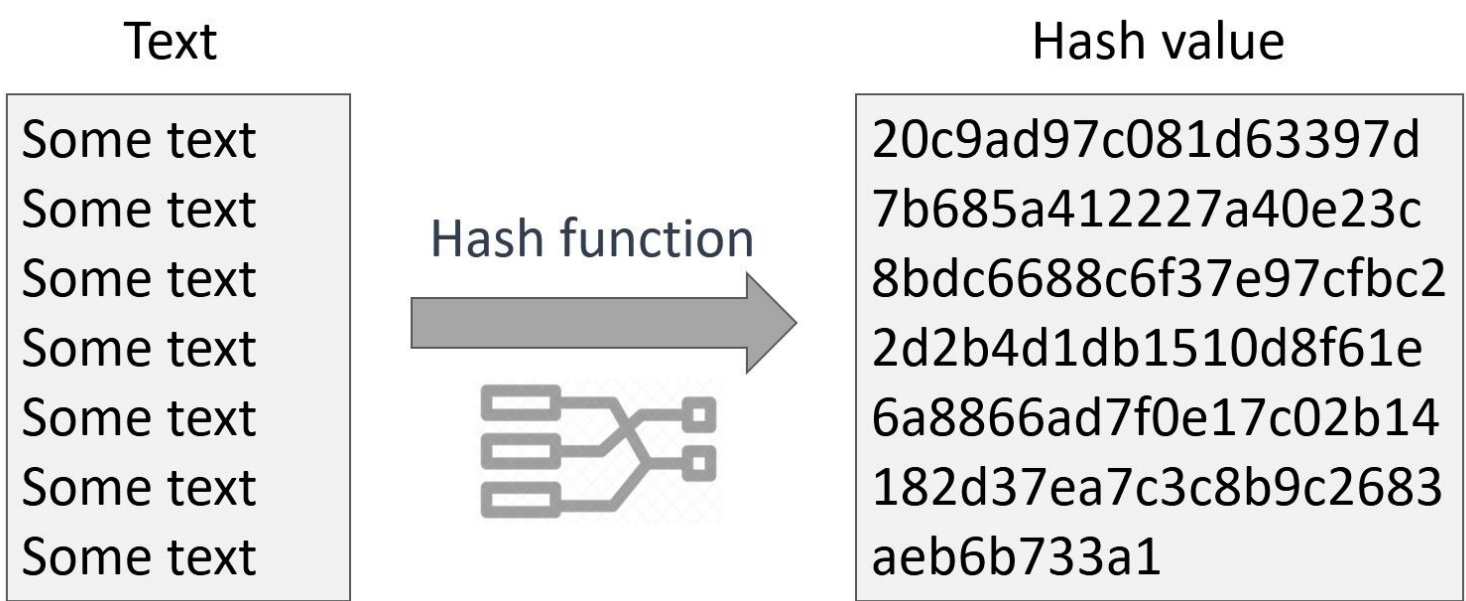 Text
Some text
Some text
Some text
Some text
Some text
Some text
Some text
Hash function
Hash value
20c9ad97c081d63397d
7b685a412227a40e23c
8bdc6688c6f37e97cfbc2
2d2b4d1db1510d8f61e
6a8866ad7f0e17c02b14
182d37ea7c3c8b9c2683
aeb6b733a1